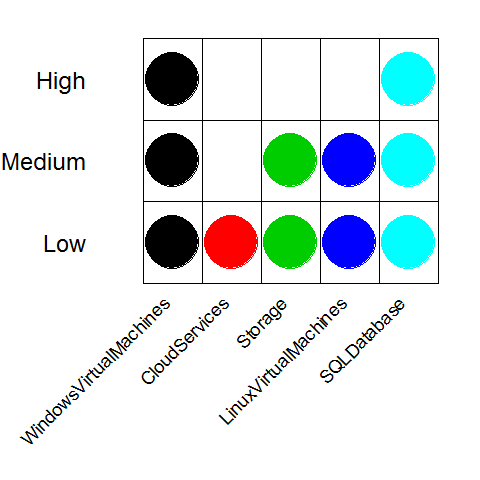 High
Medium
Low
WindowsVirtualMachines
CloudServices
Storage
LinuxVirtualMachines
SQLDatabase